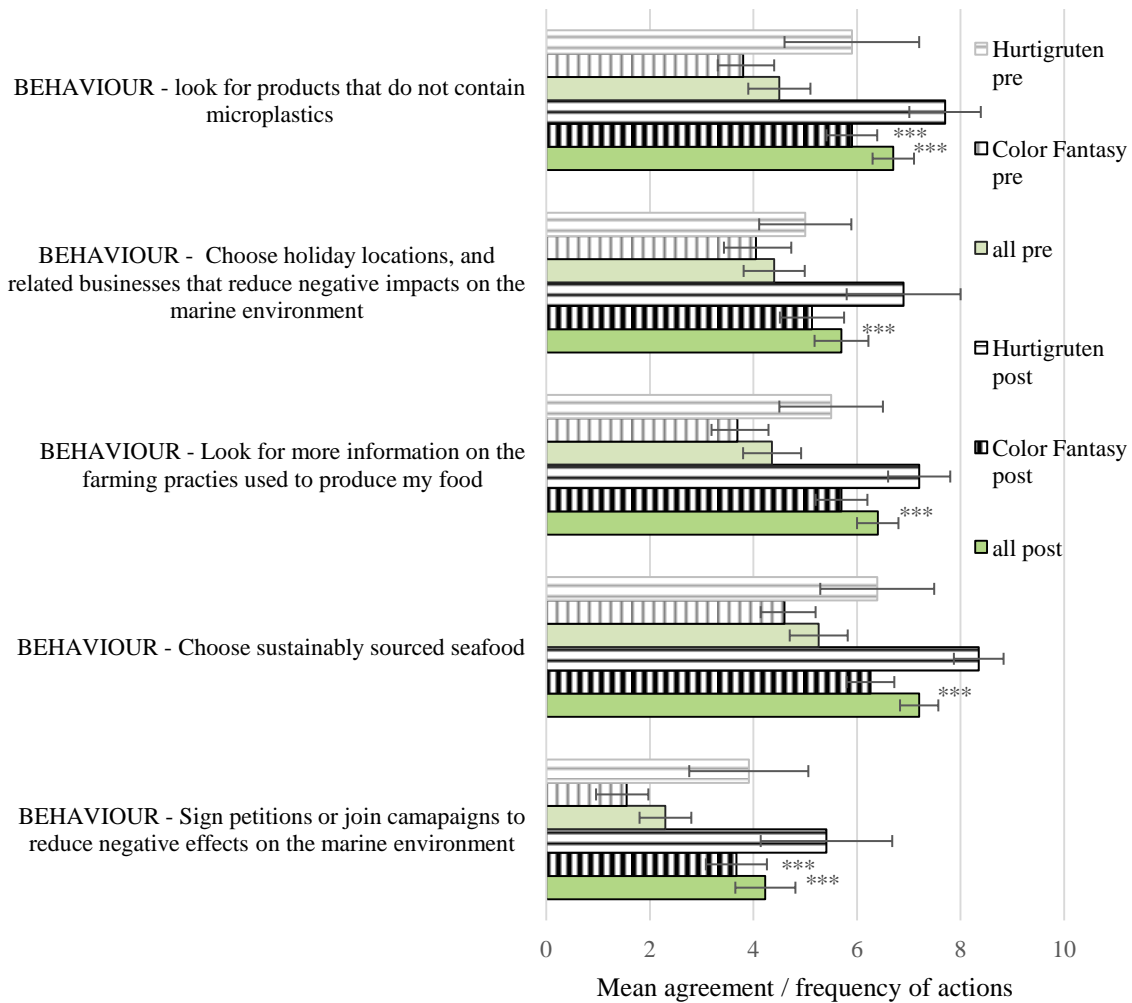 BEHAVIOUR - look for products that do not contain
microplastics
***
***
BEHAVIOUR -  Choose holiday locations, and
related businesses that reduce negative impacts on the
marine environment
***
BEHAVIOUR - Look for more information on the
farming practies used to produce my food
***
BEHAVIOUR - Choose sustainably sourced seafood
***
BEHAVIOUR - Sign petitions or join camapaigns to
reduce negative effects on the marine environment
***
***
0 2 4 6 8 10
Mean agreement / frequency of actions
Hurtigruten
pre
Color Fantasy
pre
all pre
Hurtigruten
post
Color Fantasy
post
all post